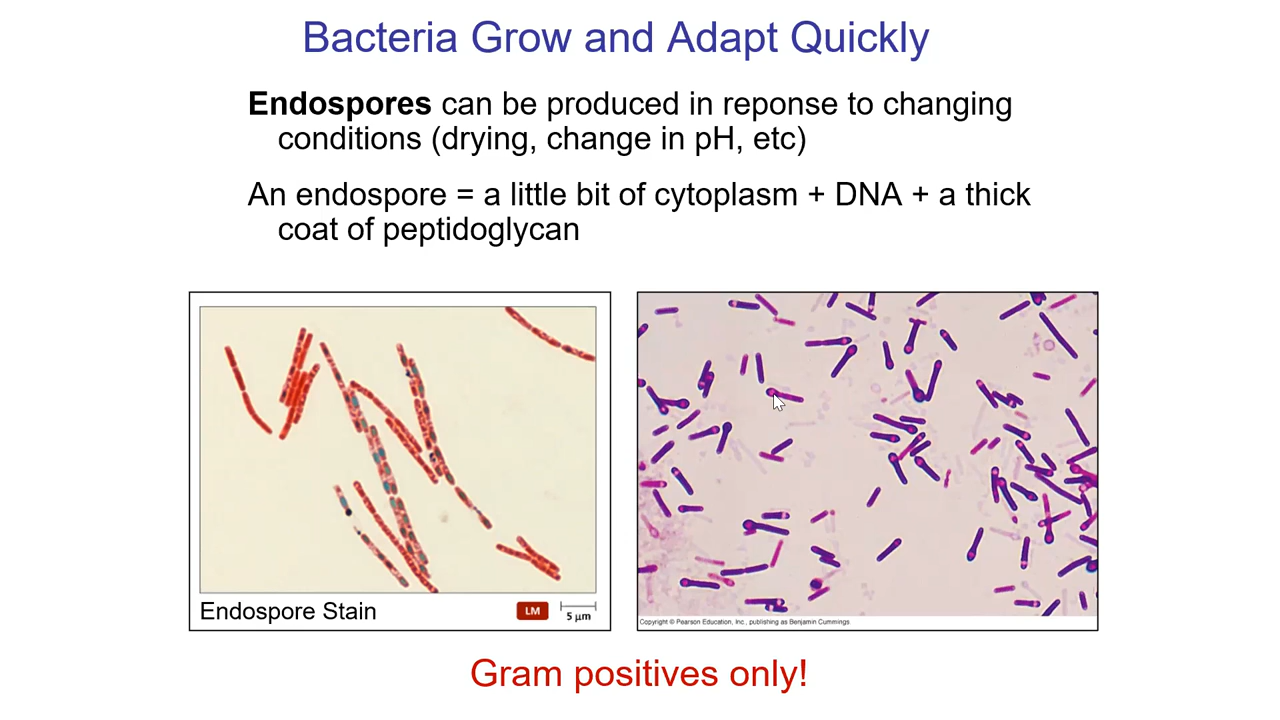 Bacteria Grow and Adapt Quickly
Endospores can be produced in reponse to changing
conditions (drying, change in pH, etc)
An endospore = a little bit of cytoplasm + DNA + a thick
coat of peptidoglycan
Endospore Stain
LM
5 µm
Copyright © Pearson Education, Inc., publishing as Benjamin Cummings.
Gram positives only!